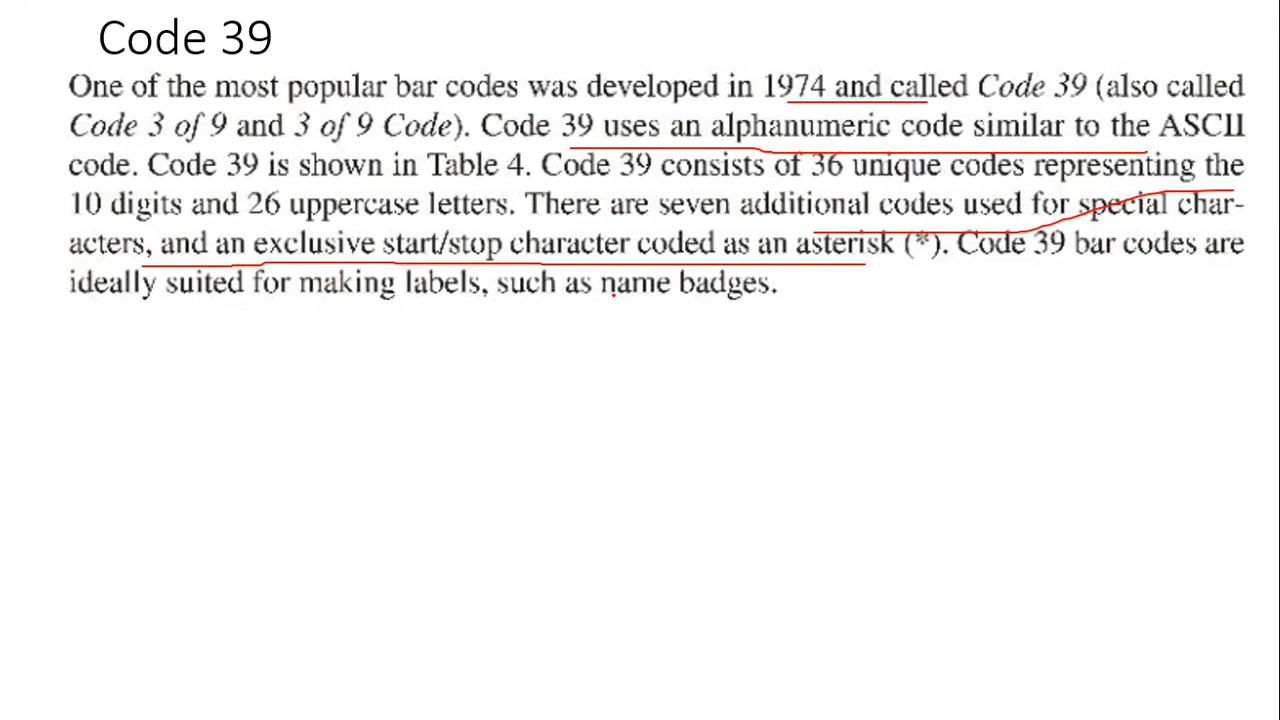 Code 39
One of the most popular bar codes was developed in 1974 and called Code 39 (also called
Code 3 of 9 and 3 of 9 Code). Code 39 uses an alphanumeric code similar to the ASCII
code. Code 39 is shown in Table 4. Code 39 consists of 36 unique codes representing the
10 digits and 26 uppercase letters. There are seven additional codes used for special char-
acters, and an exclusive start/stop character coded as an asterisk (*). Code 39 bar codes are
ideally suited for making labels, such as name badges.